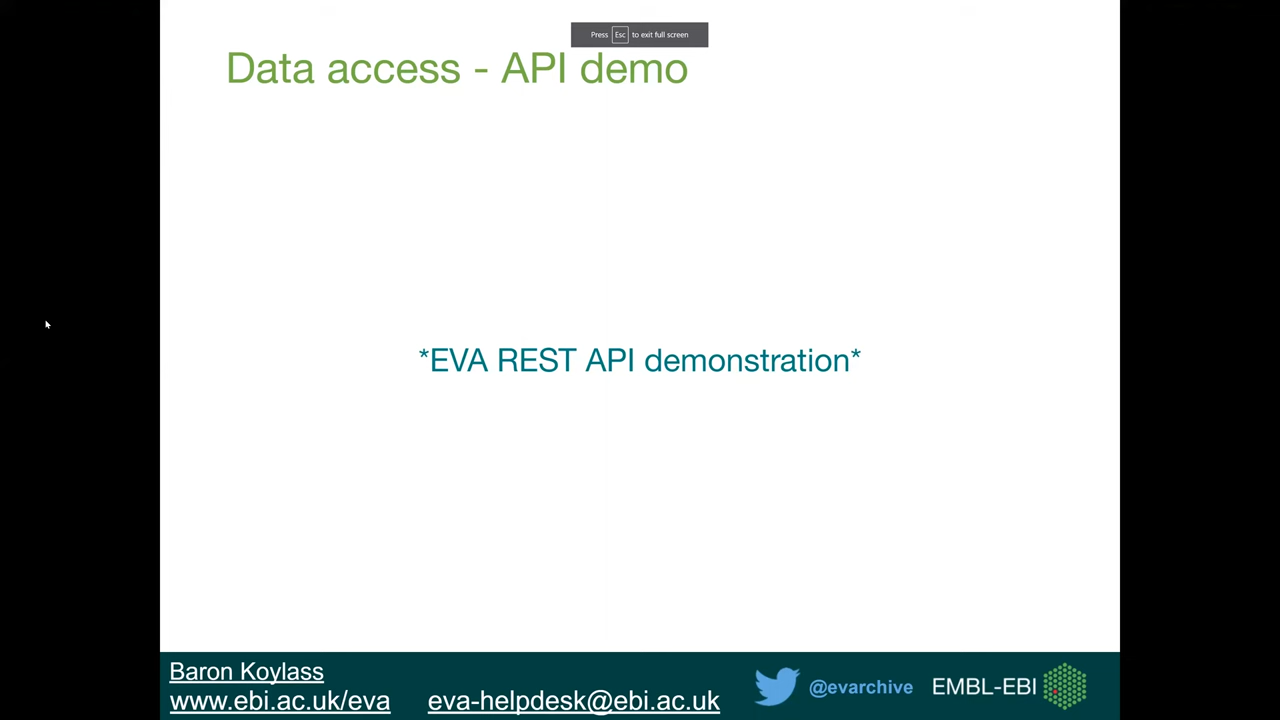 Press Esc to exit full screen
Data access - API demo
*EVA REST API demonstration*
Baron Koylass
www.ebi.ac.uk/eva eva-helpdesk@ebi.ac.uk
@evarchive EMBL-EBI